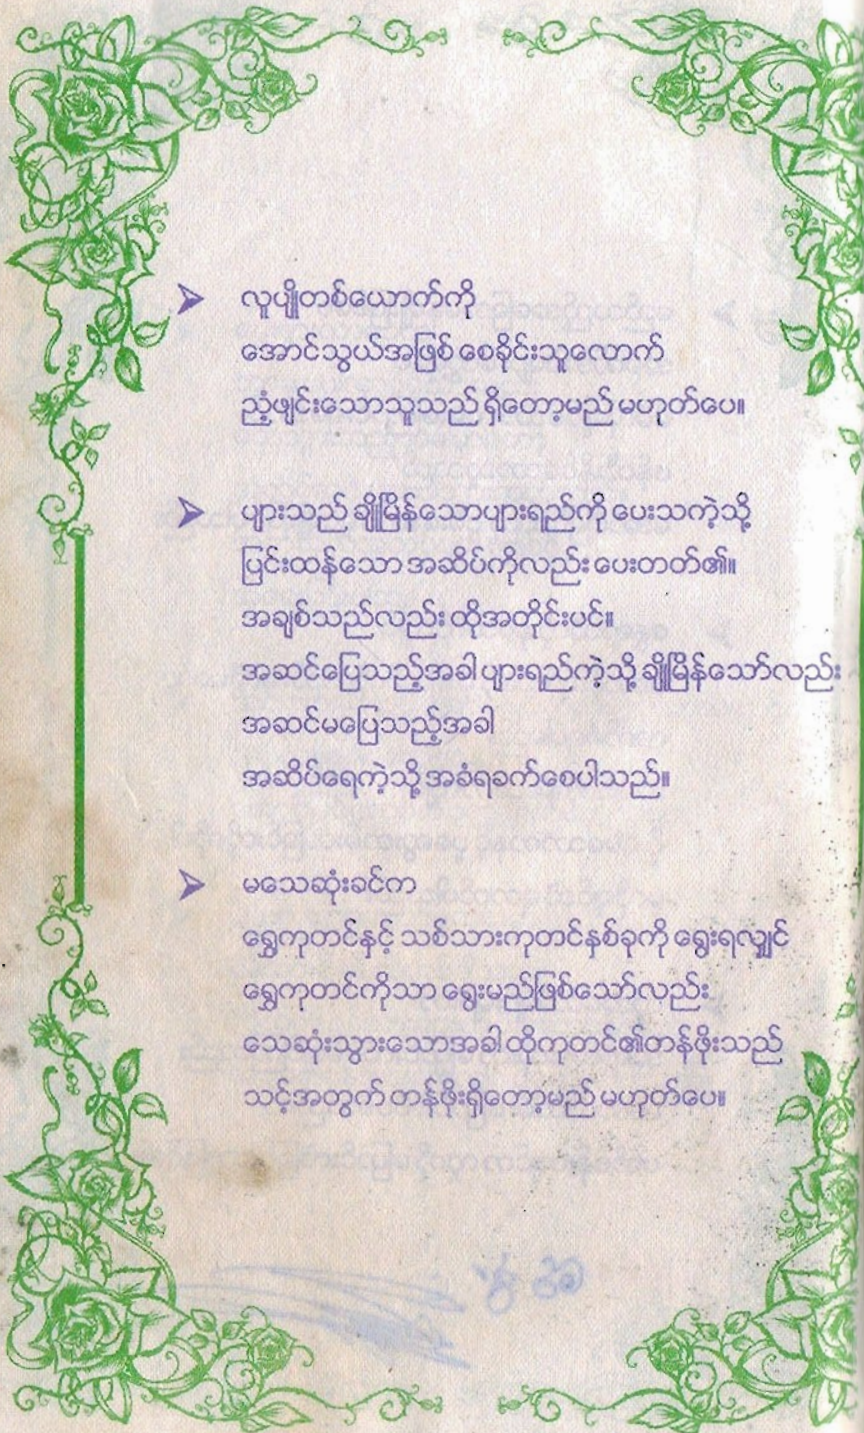 ➤ လူပျိုတစ်ယောက်ကို
အောင်သွယ်အဖြစ် စေခိုင်းသူလောက်
ညံ့ဖျင်းသောသူသည် ရှိတော့မည် မဟုတ်ပေ။
➤ ပျားသည် ချိုမြိန်သောပျားရည်ကို ပေးသကဲ့သို့
ပြင်းထန်သော အဆိပ်ကိုလည်း ပေးတတ်၏။
အချစ်သည်လည်း ထိုအတိုင်းပင်။
အဆင်ပြေသည့်အခါ ပျားရည်ကဲ့သို့ ချိုမြိန်သော်လည်း
အဆင်မပြေသည့်အခါ
အဆိပ်ရေကဲ့သို့ အခံရခက်စေပါသည်။
➤ မသေဆုံးခင်က
ရွှေကုတင်နှင့် သစ်သားကုတင်နှစ်ခုကို ရွေးရလျှင်
ရွှေကုတင်ကိုသာ ရွေးမည်ဖြစ်သော်လည်း
သေဆုံးသွားသောအခါ ထိုကုတင်၏တန်ဖိုးသည်
သင့်အတွက် တန်ဖိုးရှိတော့မည် မဟုတ်ပေ။